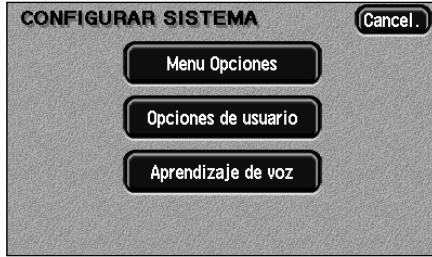 CONFIGURAR SISTEMA
Cancel.
Menu Opciones
Opciones de usuario
Aprendizaje de voz